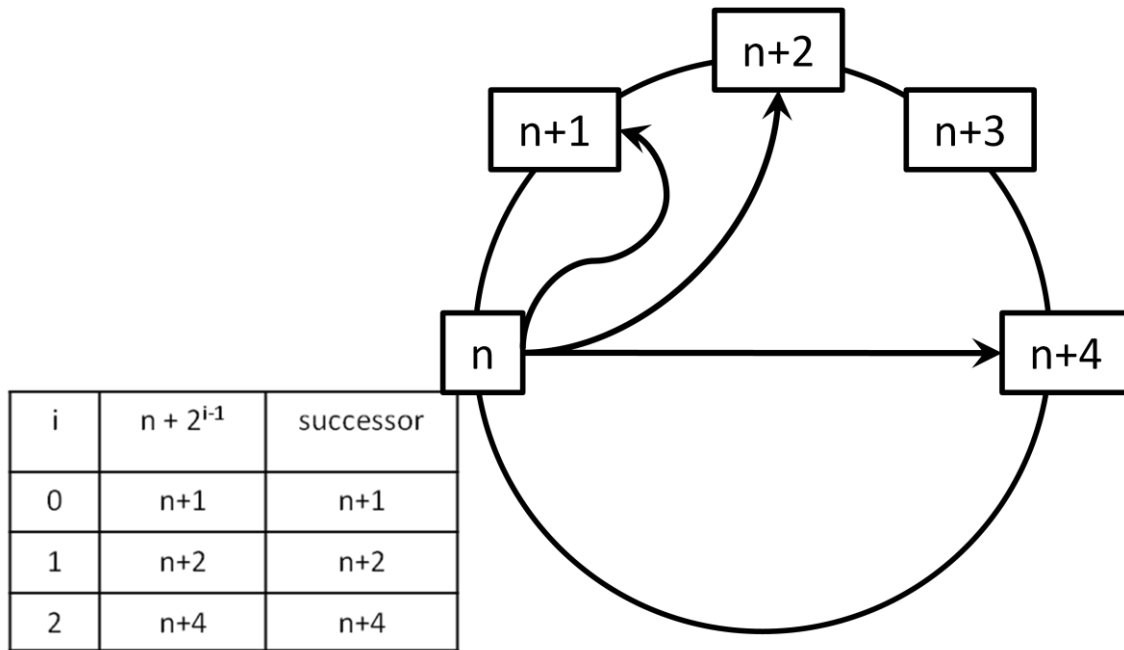 n+2
n+1
n+3
n
n+4
i n + 2^{i-1} successor
0 n+1 n+1
1 n+2 n+2
2 n+4 n+4